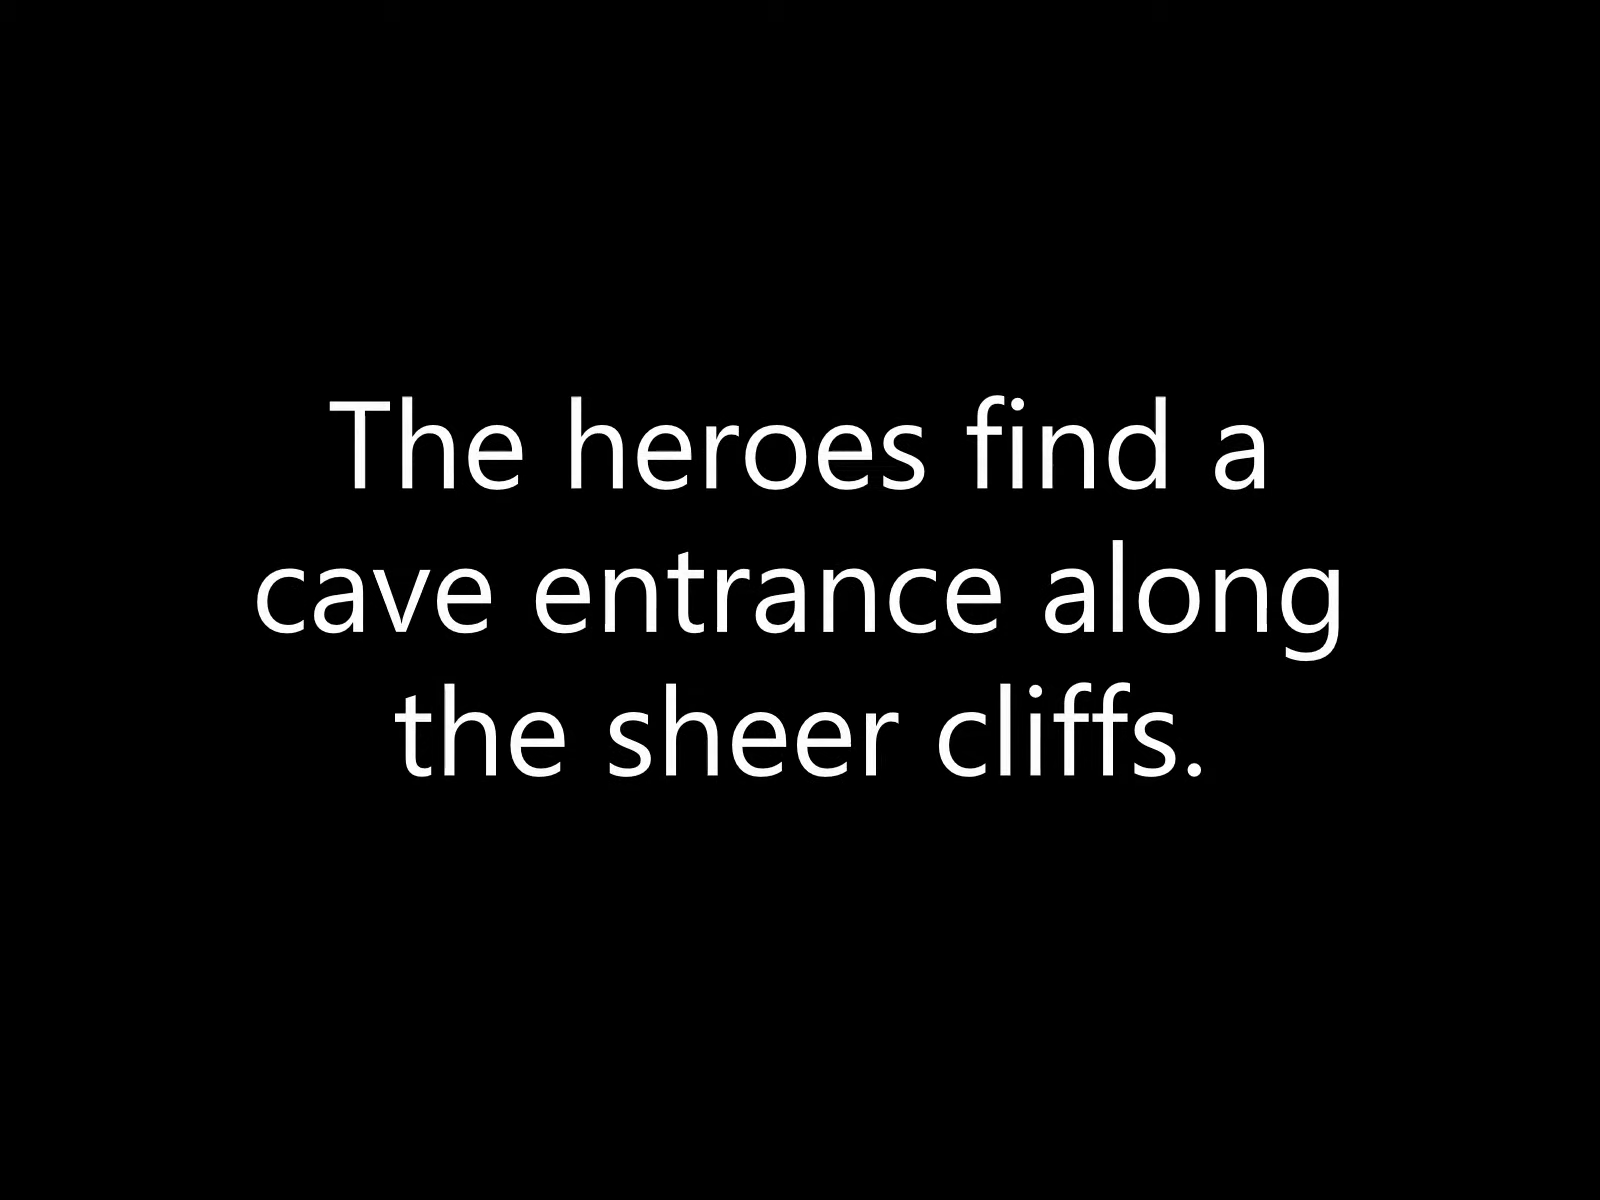 The heroes find a
cave entrance along
the sheer cliffs.